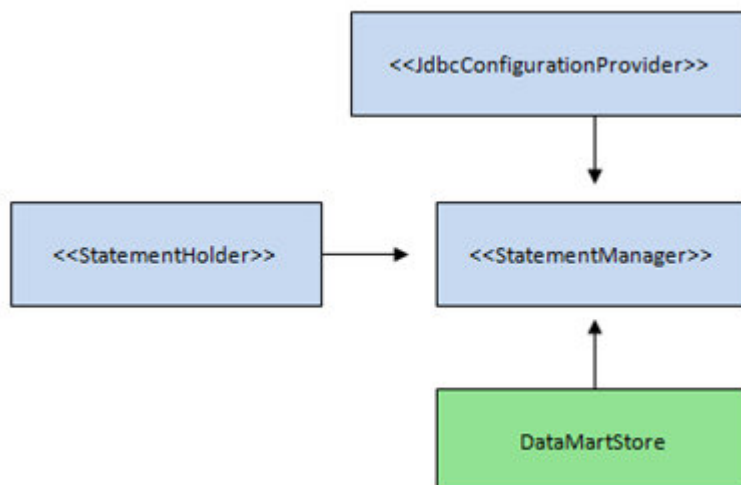 <<JdbcConfigurationProvider>>
<<StatementHolder>>
<<StatementManager>>
DataMartStore